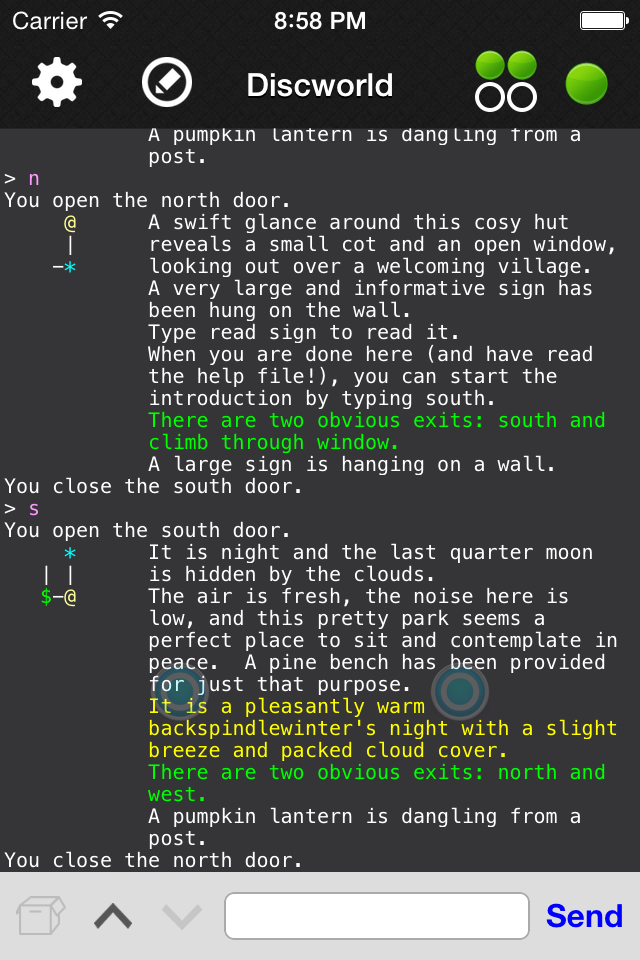 Carrier 8:58 PM
Discworld
A pumpkin lantern is dangling from a
post.
> n
You open the north door.
@ A swift glance around this cosy hut
| reveals a small cot and an open window,
-* looking out over a welcoming village.
A very large and informative sign has
been hung on the wall.
Type read sign to read it.
When you are done here (and have read
the help file!), you can start the
introduction by typing south.
There are two obvious exits: south and
climb through window.
A large sign is hanging on a wall.
You close the south door.
> s
You open the south door.
* It is night and the last quarter moon
| | is hidden by the clouds.
$-@ The air is fresh, the noise here is
low, and this pretty park seems a
perfect place to sit and contemplate in
peace.  A pine bench has been provided
for just that purpose.
It is a pleasantly warm
backspindlewinter's night with a slight
breeze and packed cloud cover.
There are two obvious exits: north and
west.
A pumpkin lantern is dangling from a
post.
You close the north door.
Send